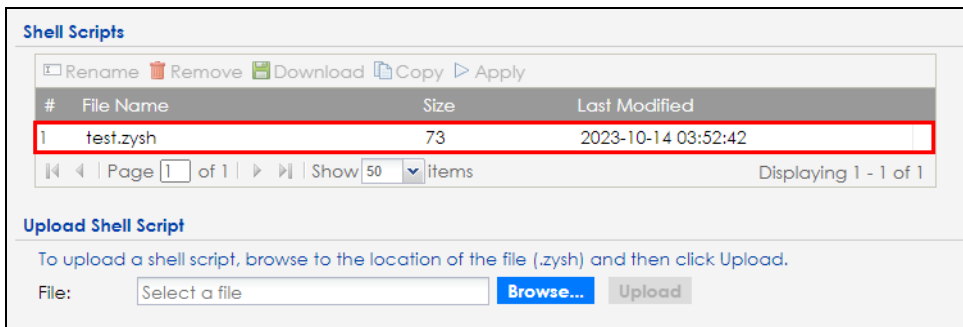 Shell Scripts
Rename Remove Download Copy Apply
# File Name Size Last Modified
1 test.zysh 73 2023-10-14 03:52:42
Page 1 of 1 Show 50 items Displaying 1 - 1 of 1
Upload Shell Script
To upload a shell script, browse to the location of the file (.zysh) and then click Upload.
File: Select a file Browse... Upload